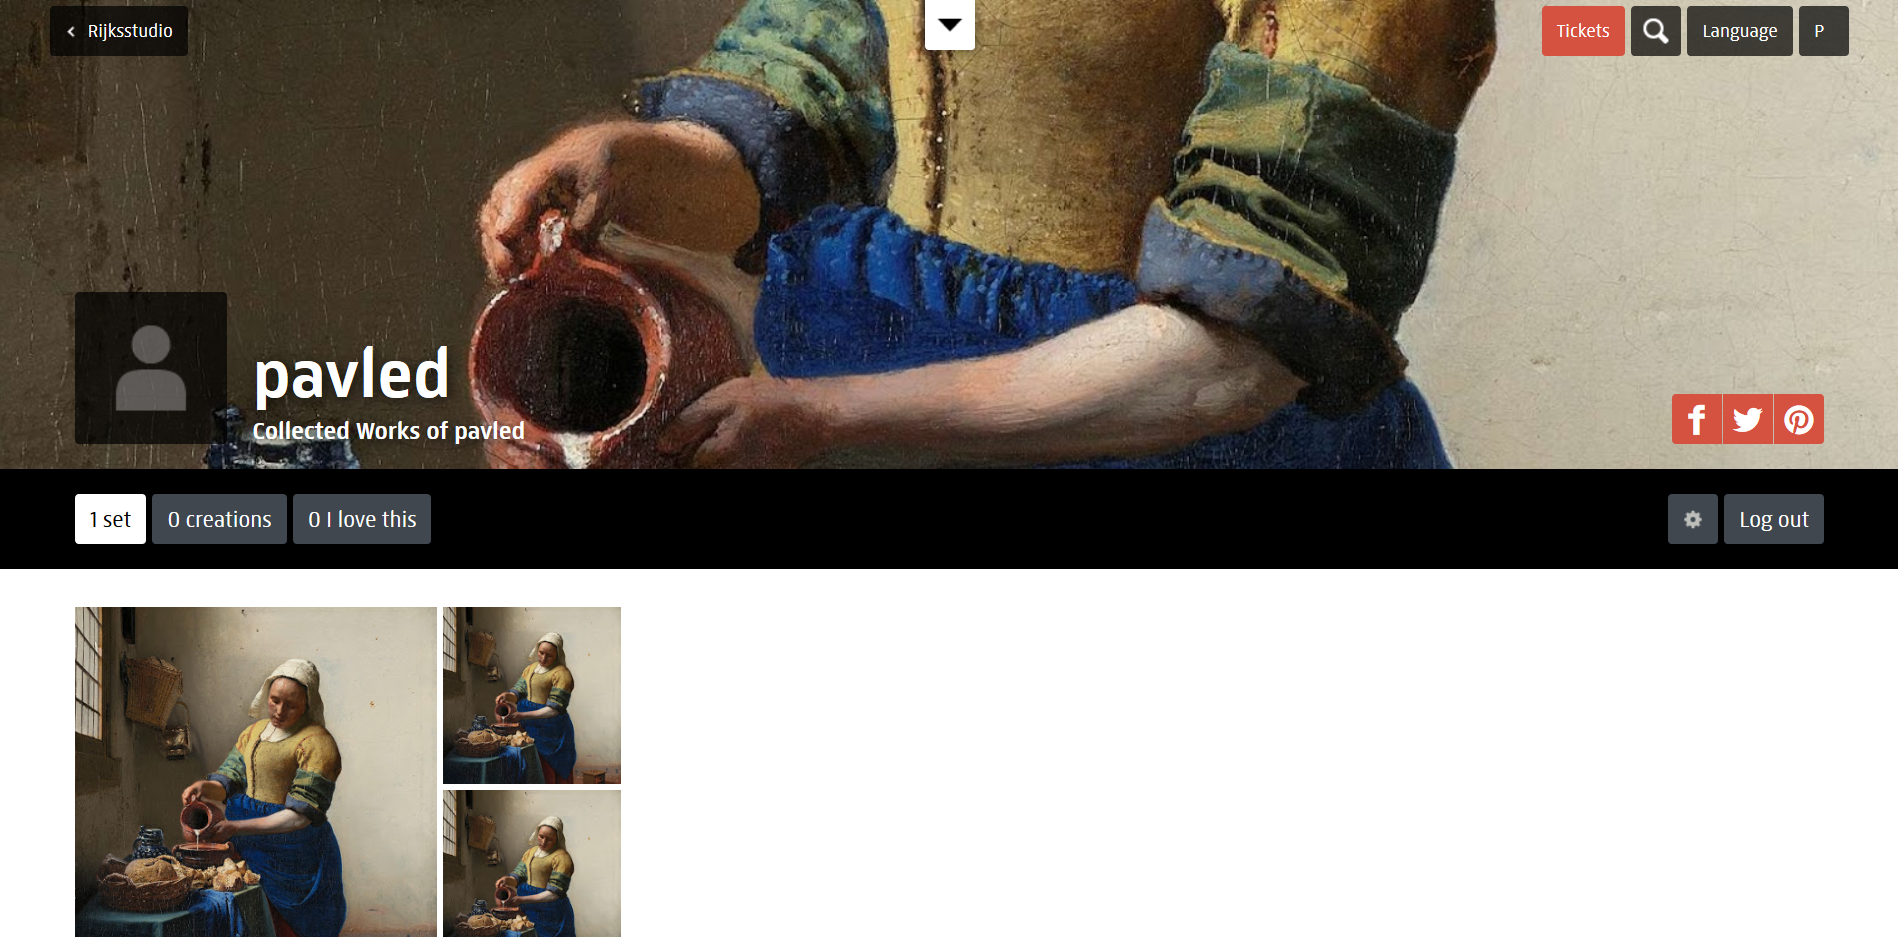 Rijksstudio
Tickets
Language
P
pavled
Collected Works of pavled
1 set
0 creations
0 I love this
Log out